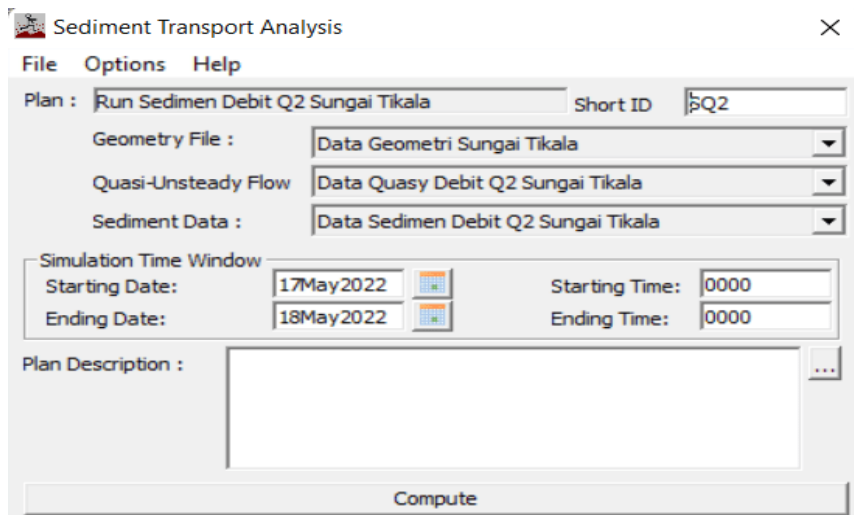 Sediment Transport Analysis
File Options Help
Plan : Run Sedimen Debit Q2 Sungai Tikala Short ID SQ2
Geometry File : Data Geometri Sungai Tikala
Quasi-Unsteady Flow Data Quasy Debit Q2 Sungai Tikala
Sediment Data : Data Sedimen Debit Q2 Sungai Tikala
Simulation Time Window
Starting Date: 17May2022 Starting Time: 0000
Ending Date: 18May2022 Ending Time: 0000
Plan Description : ...
Compute